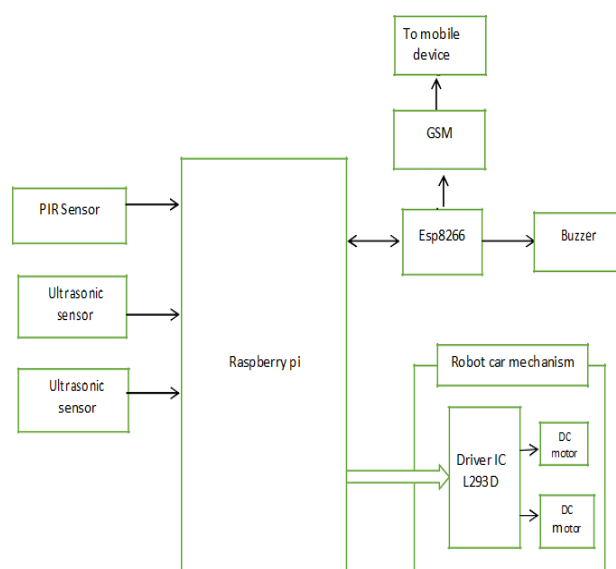 To mobile
device
GSM
PIR Sensor
Esp8266
Buzzer
Ultrasonic
sensor
Raspberry pi
Robot car mechanism
Ultrasonic
sensor
Driver IC
L293D
DC
motor
DC
motor